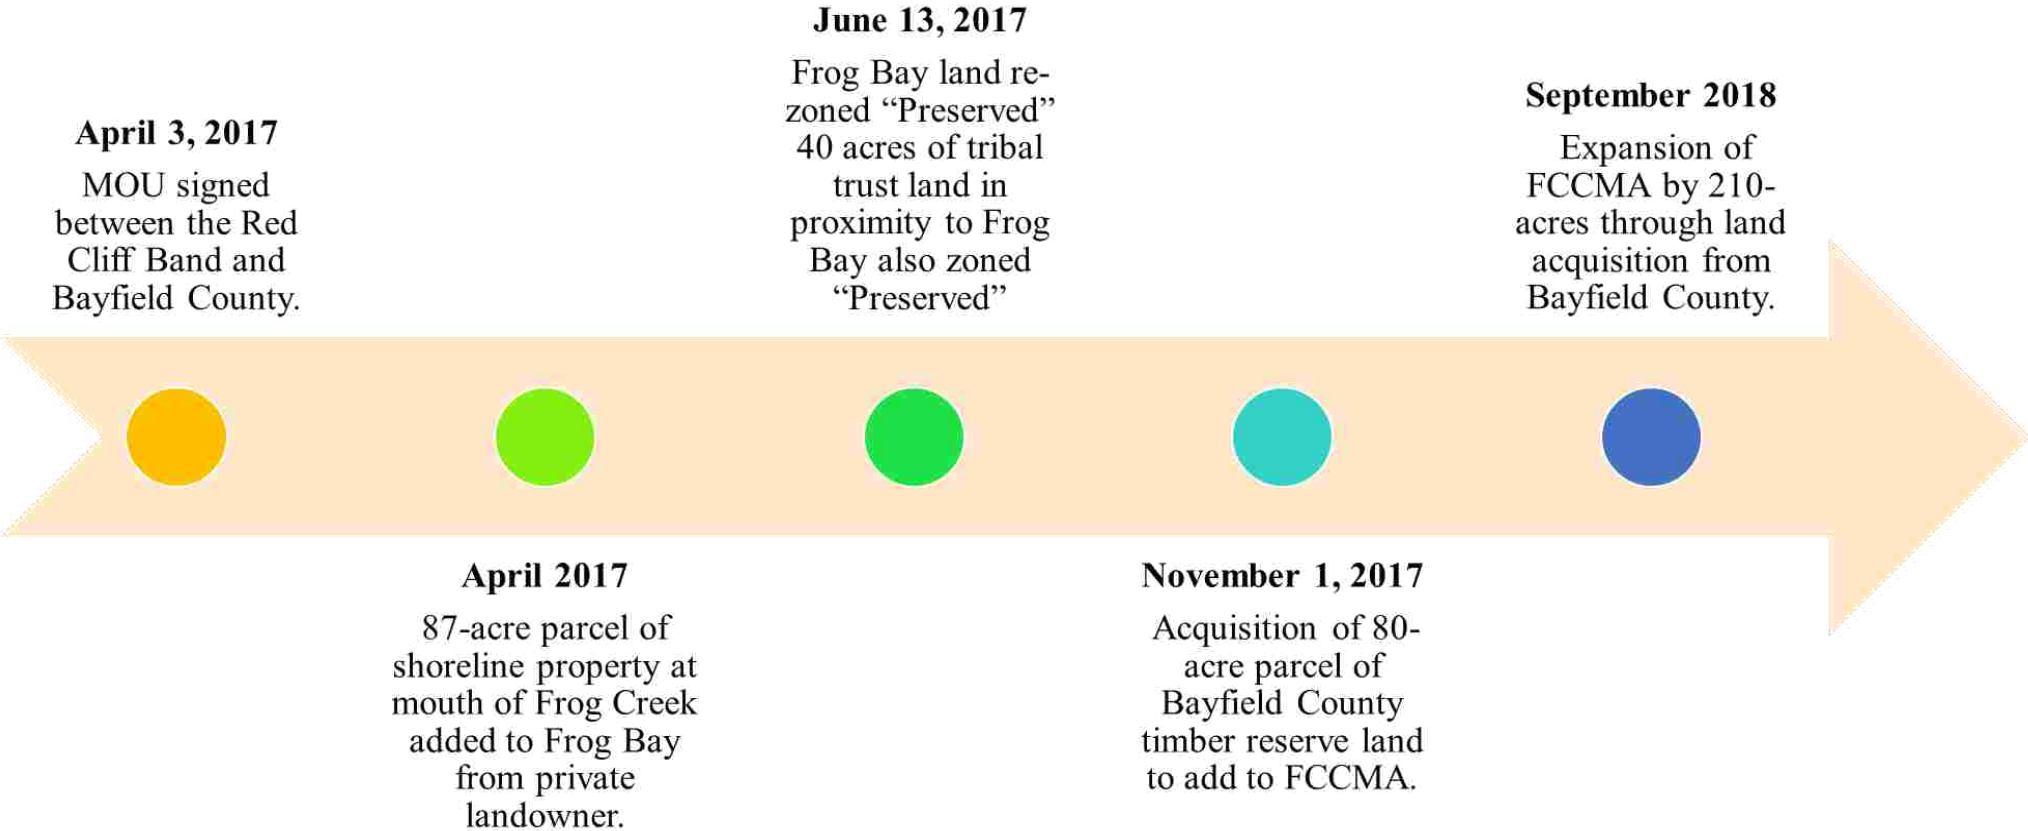 April 3, 2017
MOU signed
between the Red
Cliff Band and
Bayfield County.
April 2017
87-acre parcel of
shoreline property at
mouth of Frog Creek
added to Frog Bay
from private
landowner.
June 13, 2017
Frog Bay land re-
zoned “Preserved”
40 acres of tribal
trust land in
proximity to Frog
Bay also zoned
“Preserved”
November 1, 2017
Acquisition of 80-
acre parcel of
Bayfield County
timber reserve land
to add to FCCMA.
September 2018
Expansion of
FCCMA by 210-
acres through land
acquisition from
Bayfield County.